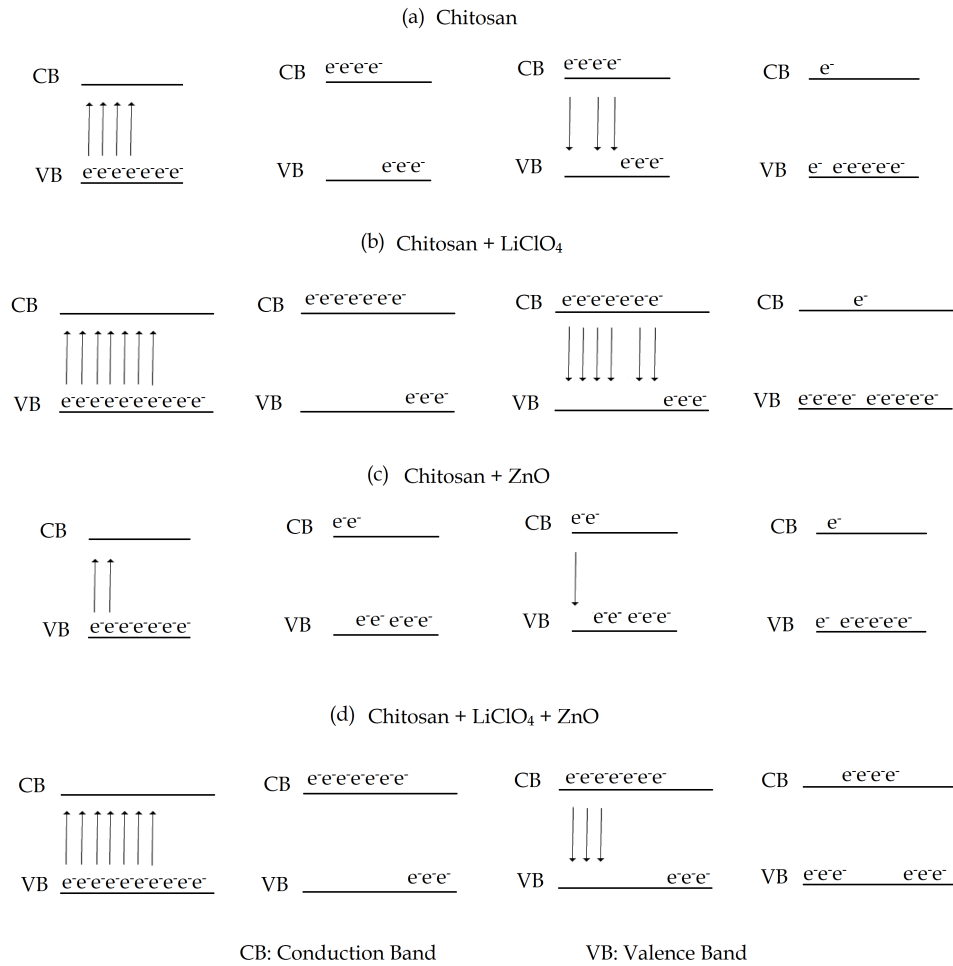 (a) Chitosan
CB e⁻e⁻e⁻e⁻ CB e⁻e⁻e⁻e⁻ CB e⁻
CB
VB e⁻e⁻e⁻e⁻e⁻e⁻e⁻ VB e⁻e⁻e⁻ VB e⁻e⁻e⁻ VB e⁻ e⁻e⁻e⁻e⁻e⁻
(b) Chitosan + LiClO₄
CB CB e⁻e⁻e⁻e⁻e⁻e⁻e⁻ CB e⁻e⁻e⁻e⁻e⁻e⁻e⁻ CB e⁻
VB e⁻e⁻e⁻e⁻e⁻e⁻e⁻e⁻e⁻e⁻ VB e⁻e⁻e⁻ VB e⁻e⁻e⁻ VB e⁻e⁻e⁻e⁻ e⁻e⁻e⁻e⁻e⁻
(c) Chitosan + ZnO
CB CB e⁻e⁻ CB e⁻e⁻ CB e⁻
VB e⁻e⁻e⁻e⁻e⁻e⁻e⁻ VB e⁻e⁻ e⁻e⁻e⁻ VB e⁻e⁻ e⁻e⁻e⁻ VB e⁻ e⁻e⁻e⁻e⁻e⁻
(d) Chitosan + LiClO₄ + ZnO
CB CB e⁻e⁻e⁻e⁻e⁻e⁻e⁻ CB e⁻e⁻e⁻e⁻e⁻e⁻e⁻ CB e⁻e⁻e⁻e⁻
VB e⁻e⁻e⁻e⁻e⁻e⁻e⁻e⁻e⁻e⁻ VB e⁻e⁻e⁻ VB e⁻e⁻e⁻ VB e⁻e⁻e⁻ e⁻e⁻e⁻
CB: Conduction Band VB: Valence Band